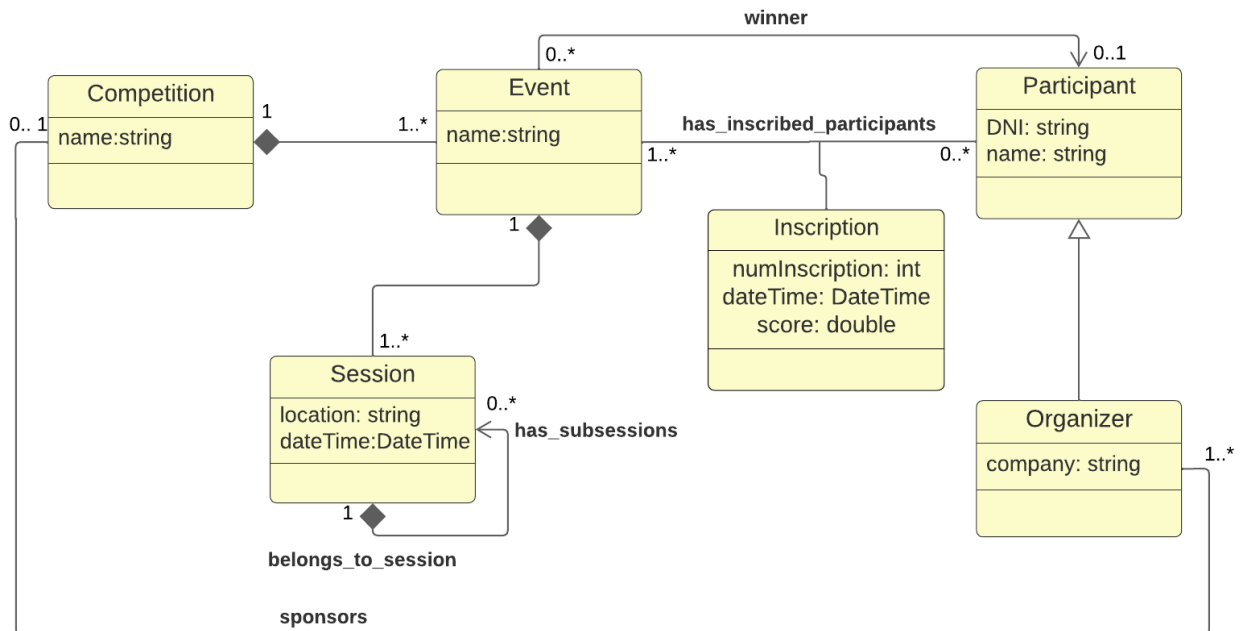 winner
0..*
0..1
Competition
Event
Participant
0.. 1
name:string
1
1..*
name:string
has_inscribed_participants
DNI: string
name: string
1..*
0..*
1
Inscription
numInscription: int
dateTime: DateTime
score: double
1..*
Session
location: string
dateTime:DateTime
0..*
has_subsessions
Organizer
company: string
1..*
1
belongs_to_session
sponsors